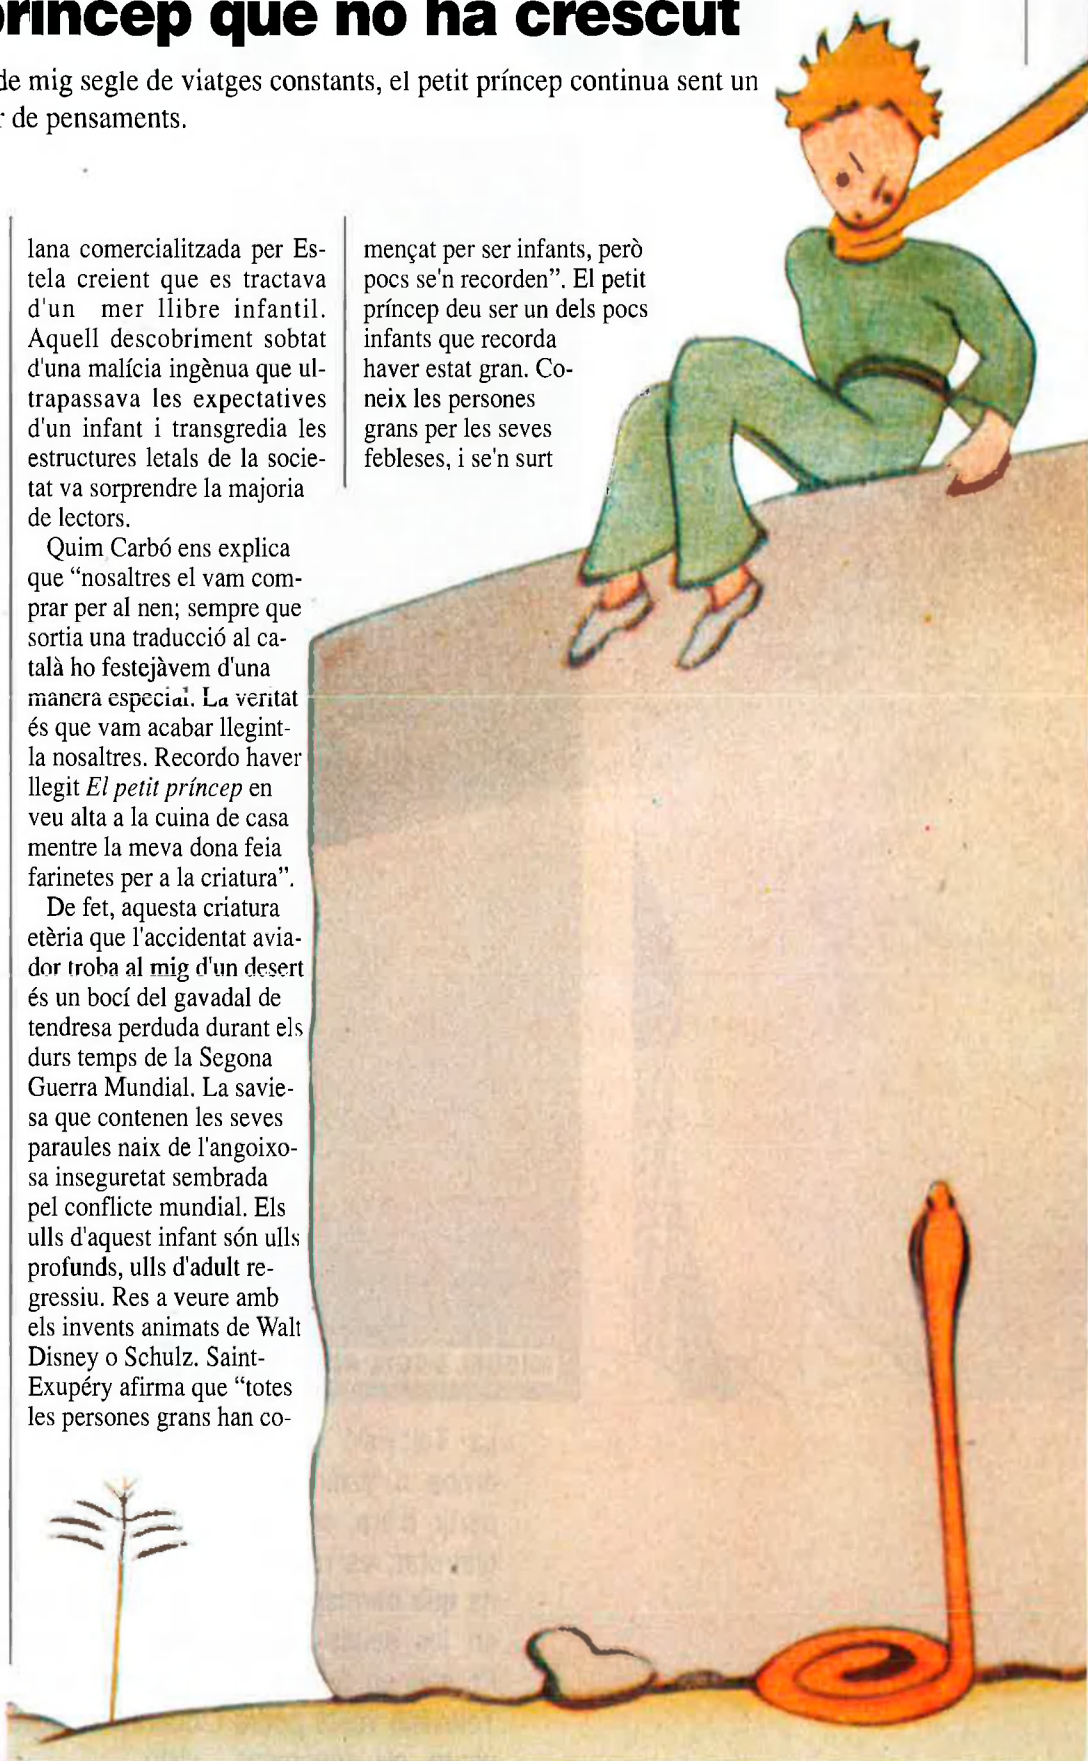 príncep que no ha crescut
de mig segle de viatges constants, el petit príncep continua sent un
r de pensaments.
lana comercialitzada per Es-
tela creient que es tractava
d'un mer llibre infantil.
Aquell descobriment sobtat
d'una malícia ingènua que ul-
trapassava les expectatives
d'un infant i transgredia les
estructures letals de la socie-
tat va sorprendre la majoria
de lectors.
Quim Carbó ens explica
que “nosaltres el vam com-
prar per al nen; sempre que
sortia una traducció al ca-
talà ho festejàvem d'una
manera especial. La veritat
és que vam acabar llegint-
la nosaltres. Recordo haver
llegit El petit príncep en
veu alta a la cuina de casa
mentre la meva dona feia
farinetes per a la criatura”.
De fet, aquesta criatura
etèria que l'accidentat avia-
dor troba al mig d'un desert
és un bocí del gavadal de
tendresa perduda durant els
durs temps de la Segona
Guerra Mundial. La savie-
sa que contenen les seves
paraules naix de l'angoixo-
sa inseguretat sembrada
pel conflicte mundial. Els
ulls d'aquest infant són ulls
profunds, ulls d'adult re-
gressiu. Res a veure amb
els invents animats de Walt
Disney o Schulz. Saint-
Exupéry afirma que “totes
les persones grans han co-
mençat per ser infants, però
pocs se'n recorden”. El petit
príncep deu ser un dels pocs
infants que recorda
haver estat gran. Co-
neix les persones
grans per les seves
febleses, i se'n surt